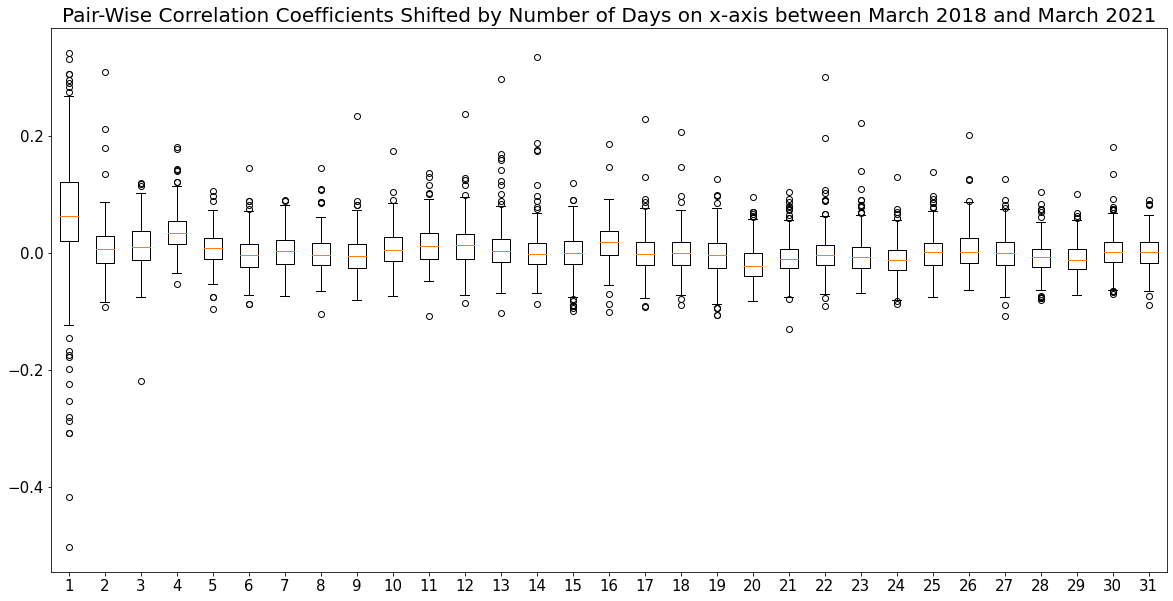 Pair-Wise Correlation Coefficients Shifted by Number of Days on x-axis between March 2018 and March 2021
0.2
0.0
−0.2
−0.4
1 2 3 4 5 6 7 8 9 10 11 12 13 14 15 16 17 18 19 20 21 22 23 24 25 26 27 28 29 30 31